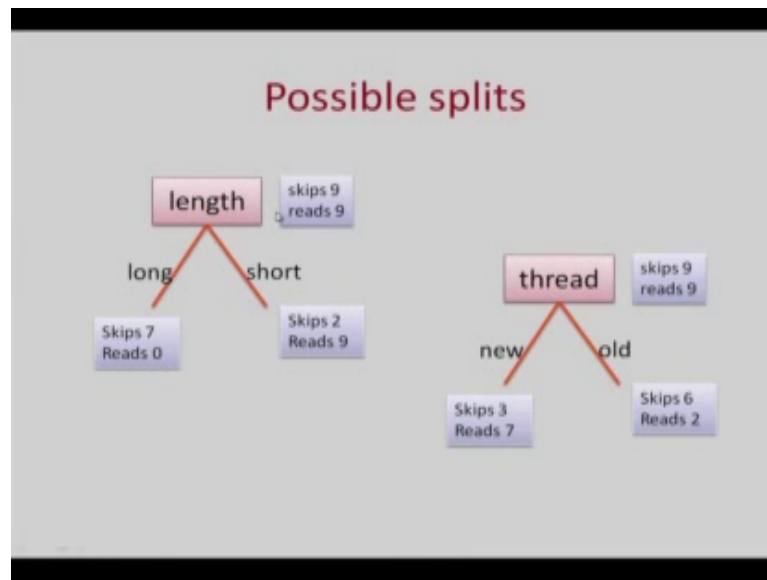 Possible splits
length
skips 9
reads 9
long
short
Skips 7
Reads 0
Skips 2
Reads 9
thread
skips 9
reads 9
new
old
Skips 3
Reads 7
Skips 6
Reads 2